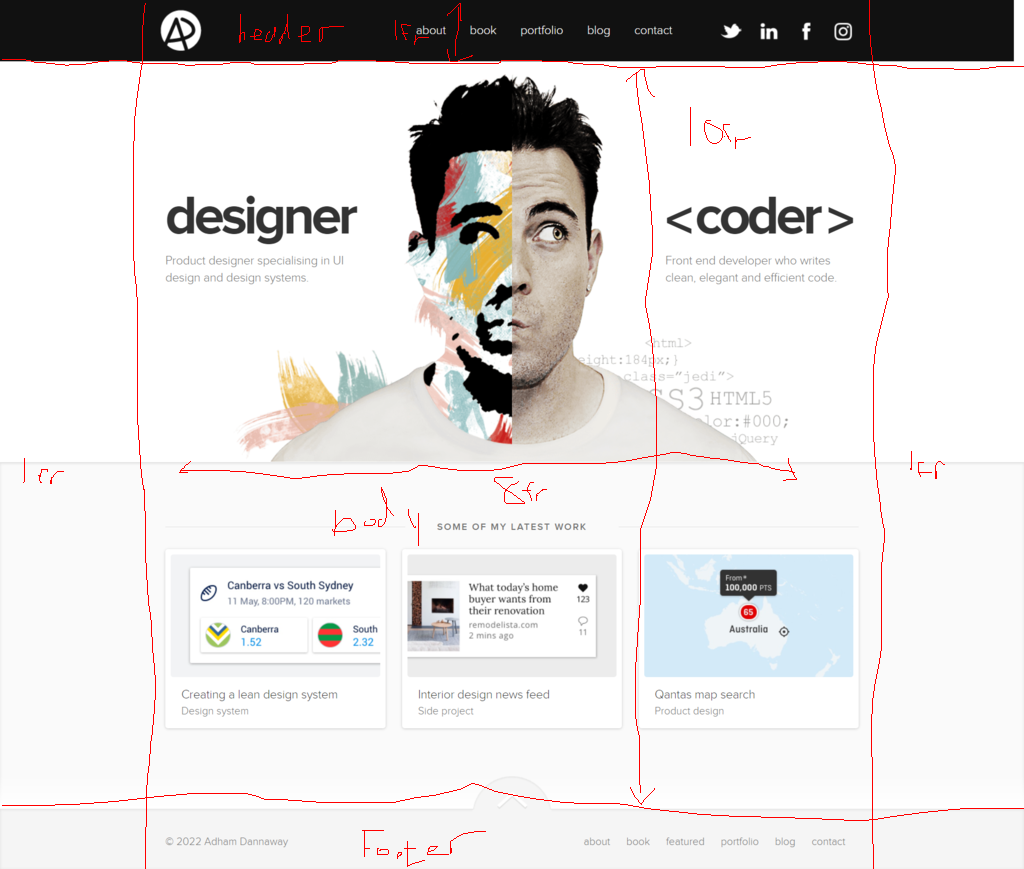 AD header 1Fr about book portfolio blog contact
10fr
designer
<coder>
Product designer specialising in UI
design and design systems.
Front end developer who writes
clean, elegant and efficient code.
<html>
eight:184px;}
class="jedi">
SS3 HTML5
olor:#000;
jQuery
1fr
8fr
1fr
body
SOME OF MY LATEST WORK
Canberra vs South Sydney
11 May, 8:00PM, 120 markets
Canberra
1.52
South
2.32
Creating a lean design system
Design system
What today's home
buyer wants from
their renovation
remodelista.com
2 mins ago
123
11
Interior design news feed
Side project
From*
100,000 PTS
65
Australia
Qantas map search
Product design
Footer
© 2022 Adham Dannaway
about book featured portfolio blog contact